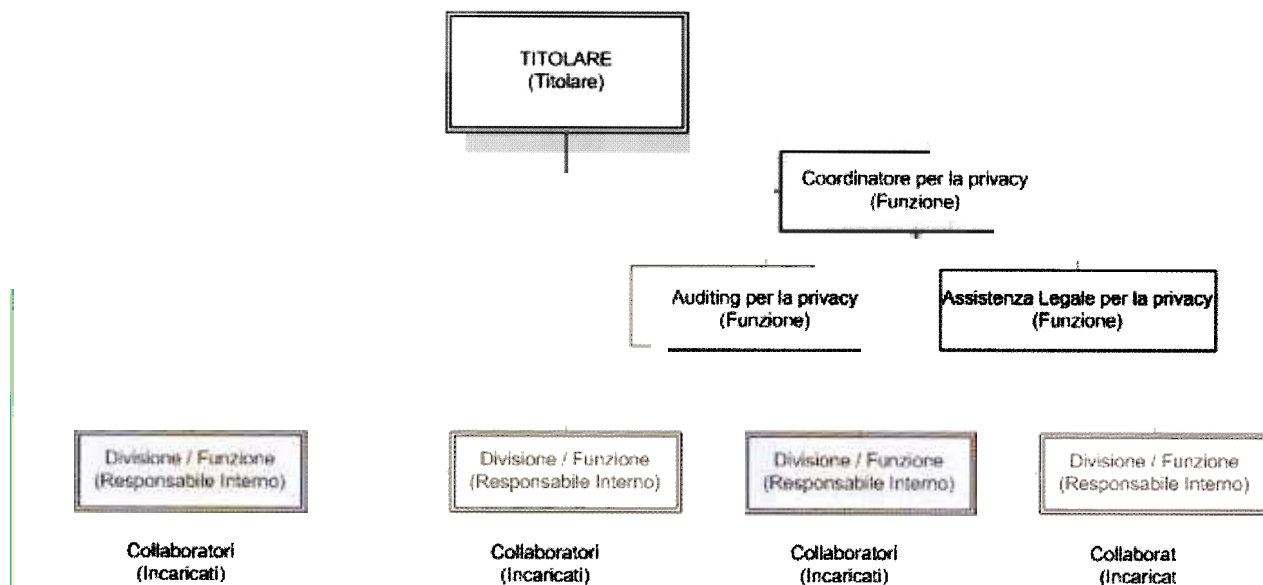 TITOLARE
(Titolare)
Coordinatore per la privacy
(Funzione)
Auditing per la privacy
(Funzione)
Assistenza Legale per la privacy
(Funzione)
Divisione / Funzione
(Responsabile Interno)
Divisione / Funzione
(Responsabile Interno)
Divisione / Funzione
(Responsabile Interno)
Divisione / Funzione
(Responsabile Interno)
Collaboratori
(Incaricati)
Collaboratori
(Incaricati)
Collaboratori
(Incaricati)
Collaborat
(Incaricat